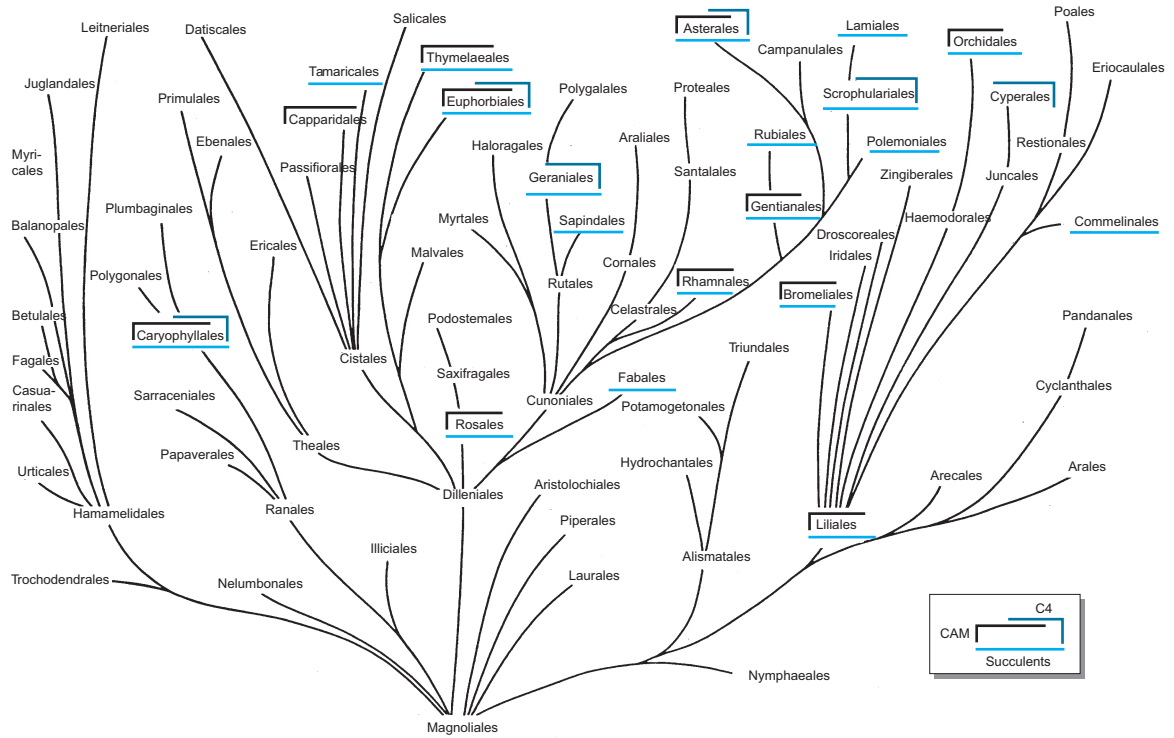 Leitneriales
Datiscales
Salicales
Asterales
Lamiales
Orchidales
Poales
Campanulales
Thymelaeales
Tamaricales
Eriocaulales
Juglandales
Primulales
Euphorbiales
Polygalales
Proteales
Scrophulariales
Cyperales
Capparidales
Ebenales
Haloragales
Araliales
Rubiales
Polemoniales
Restionales
Myri-
cales
Passifiorales
Geraniales
Santalales
Zingiberales
Juncales
Plumbaginales
Myrtales
Sapindales
Gentianales
Haemodorales
Commelinales
Balanopales
Ericales
Malvales
Droscoreales
Iridales
Polygonales
Cornales
Rutales
Rhamnales
Bromeliales
Celastrales
Betulales
Caryophyllales
Podostemales
Pandanales
Fagales
Cistales
Triundales
Casua-
rinales
Saxifragales
Fabales
Cyclanthales
Sarraceniales
Cunoniales
Potamogetonales
Rosales
Theales
Papaverales
Hydrochantales
Urticales
Arecales
Arales
Dilleniales
Aristolochiales
Hamamelidales
Ranales
Piperales
Liliales
Illiciales
Alismatales
Trochodendrales
Nelumbonales
Laurales
C4
CAM
Succulents
Nymphaeales
Magnoliales